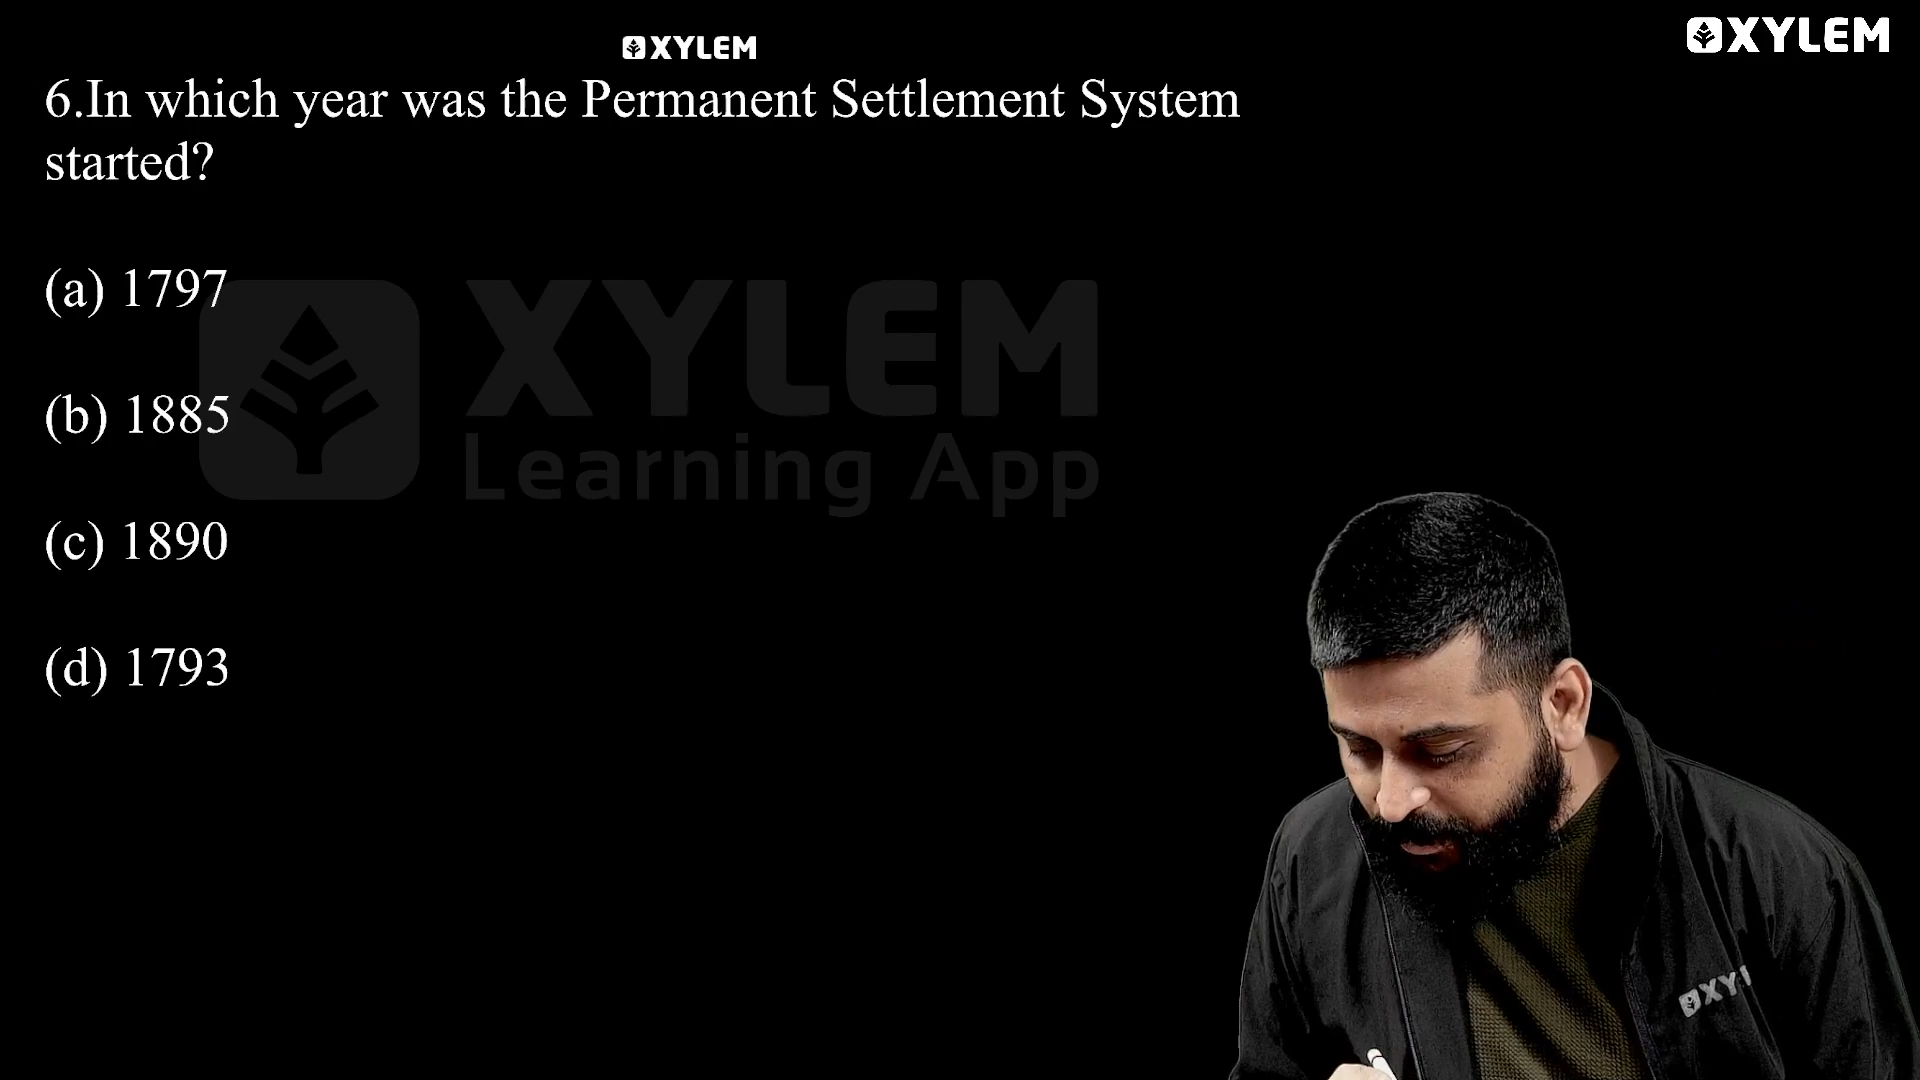 XYLEM
XYLEM
6.In which year was the Permanent Settlement System
started?
(a) 1797
(b) 1885
(c) 1890
(d) 1793
XYLEM
Learning App
XY